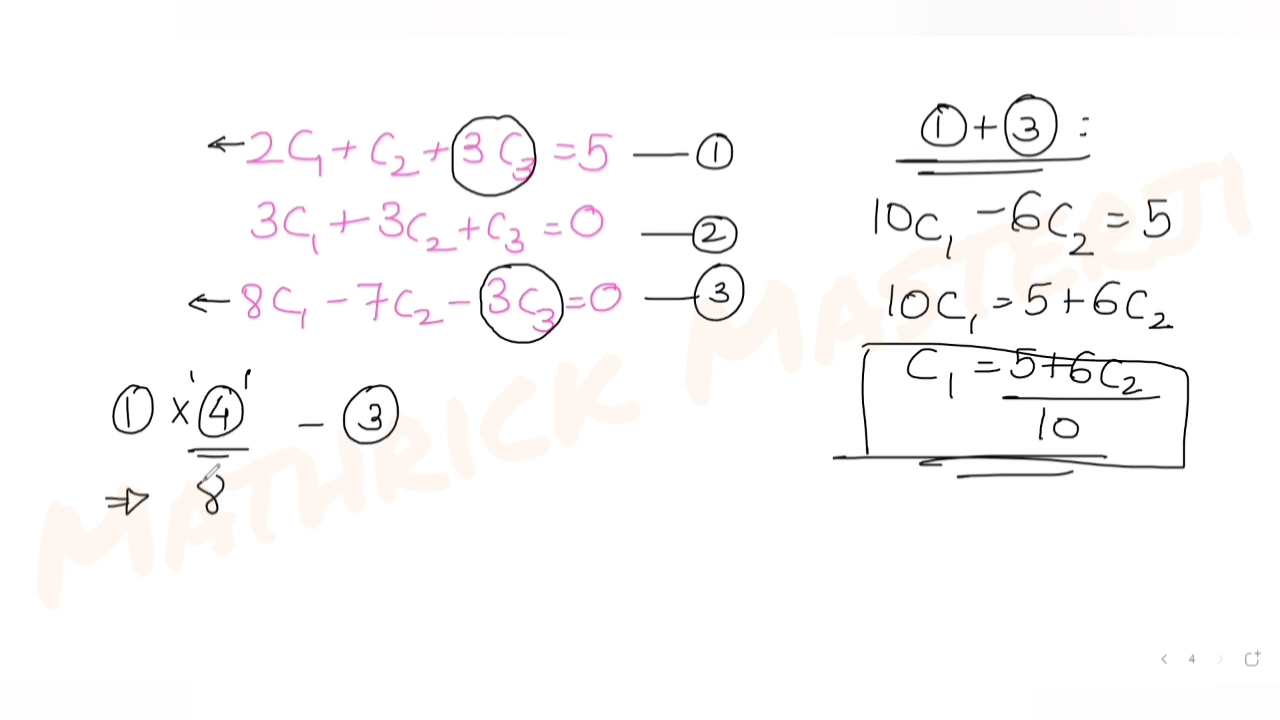 2C₁ + C₂ + 3C₃ = 5 — ①
3C₁ + 3C₂ + C₃ = 0 — ②
8C₁ - 7C₂ - 3C₃ = 0 — ③
① × ④ - ③
⇒ 8
① + ③ :
10C₁ - 6C₂ = 5
10C₁ = 5 + 6C₂
C₁ = 5+6C₂
10
MATHRICK MASTERJI
< 4 >